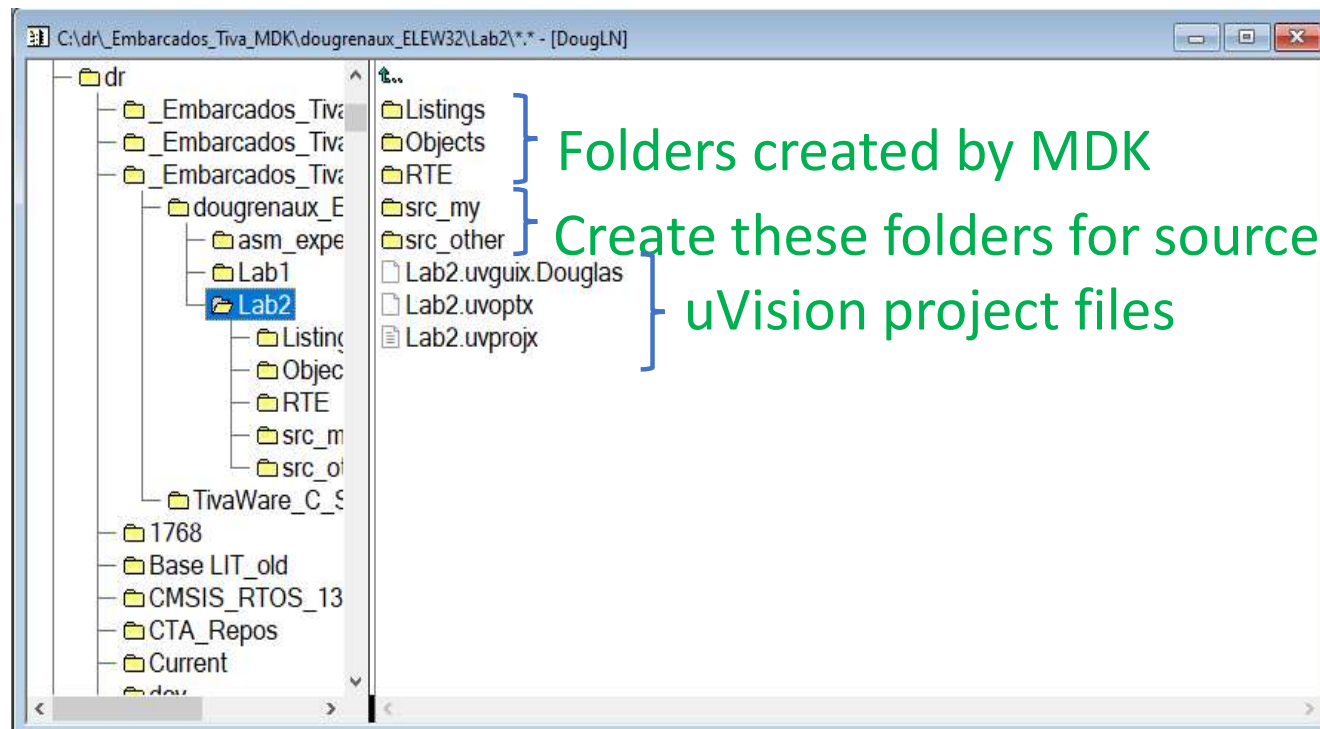 C:\dr\_Embarcados_Tiva_MDK\dougrenaux_ELEW32\Lab2\*.* - [DougLN]
dr
_Embarcados_Tiva
_Embarcados_Tiva
_Embarcados_Tiva
dougrenaux_E
asm_expe
Lab1
Lab2
Listing
Objec
RTE
src_m
src_ot
TivaWare_C_S
1768
Base LIT_old
CMSIS_RTOS_13
CTA_Repos
Current
dev
..
Listings
Objects
RTE
Folders created by MDK
src_my
src_other
Create these folders for source
Lab2.uvguix.Douglas
Lab2.uvoptx
Lab2.uvprojx
uVision project files